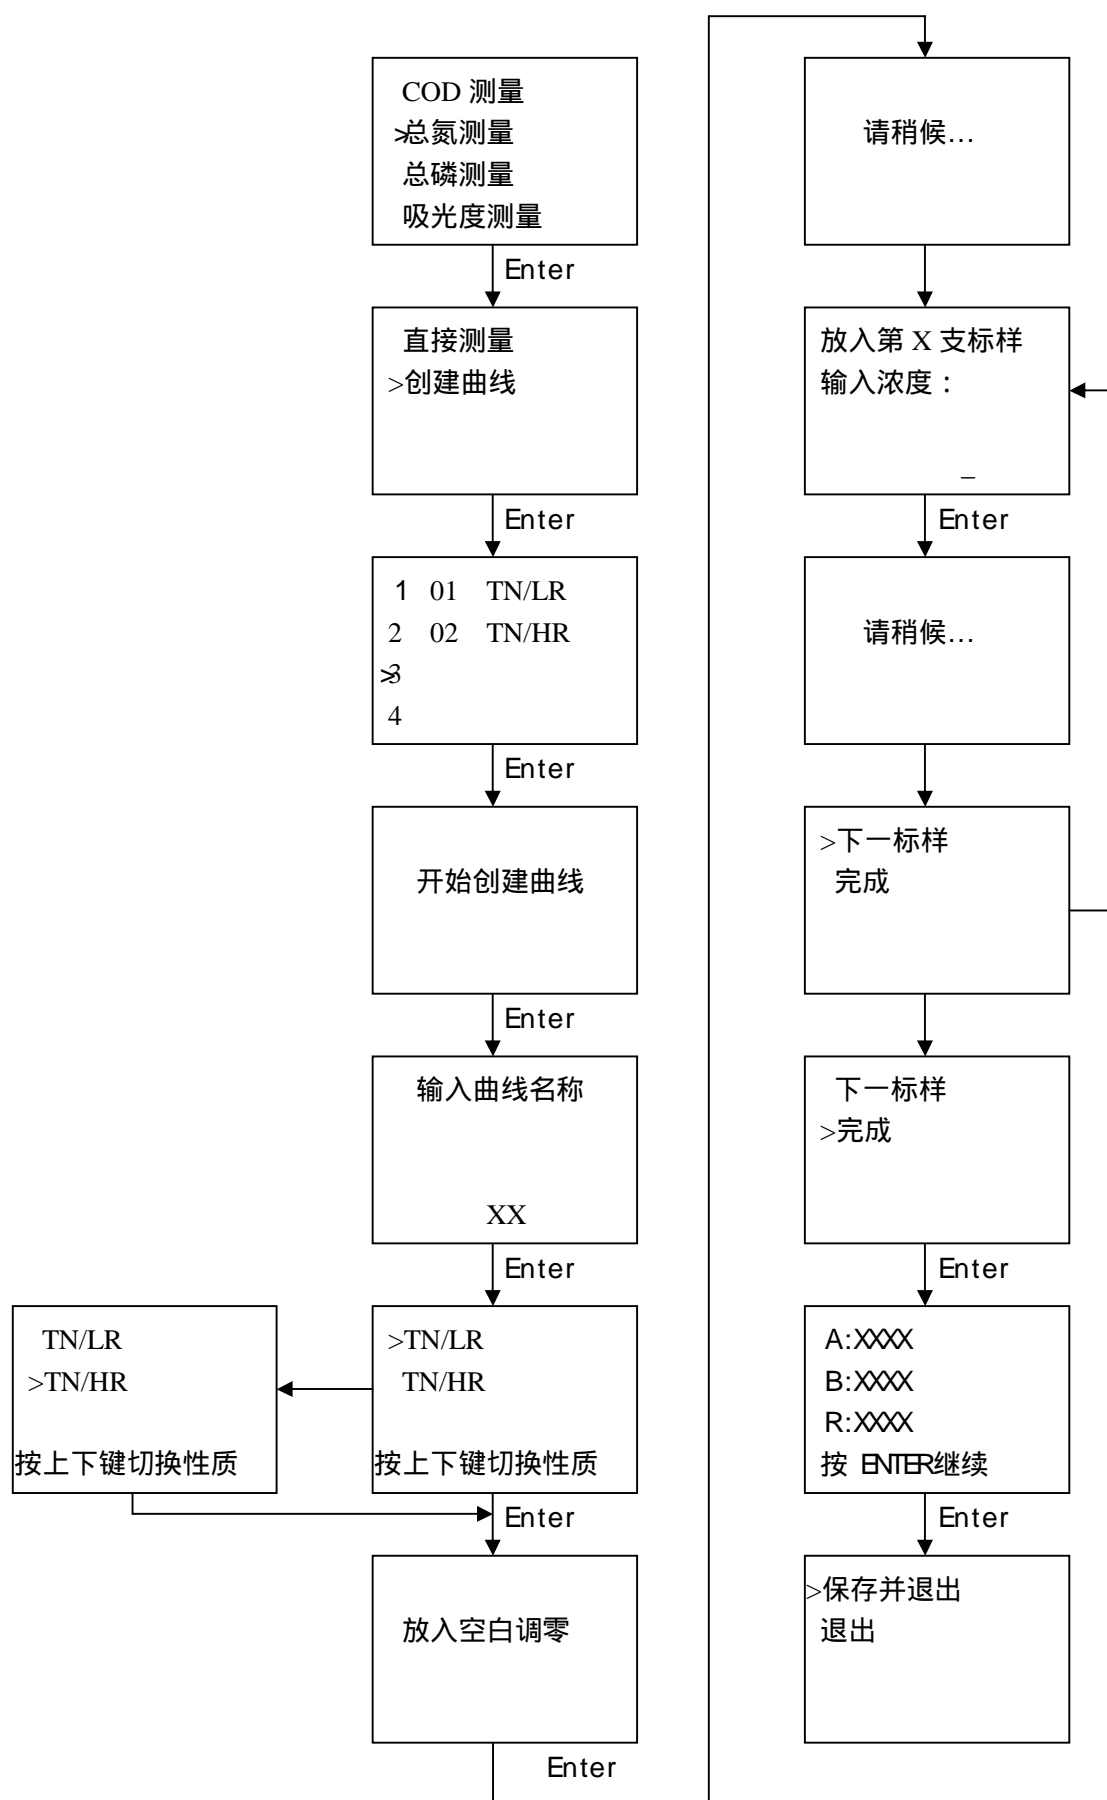 COD 测量
>总氮测量
总磷测量
吸光度测量
Enter
直接测量
>创建曲线
Enter
1 01 TN/LR
2 02 TN/HR
>3
4
Enter
开始创建曲线
Enter
输入曲线名称
XX
Enter
TN/LR
>TN/HR
按上下键切换性质
>TN/LR
TN/HR
按上下键切换性质
Enter
放入空白调零
Enter
请稍候…
放入第 X 支标样
输入浓度：
_
Enter
请稍候…
>下一标样
完成
下一标样
>完成
Enter
A:XXXX
B:XXXX
R:XXXX
按 ENTER继续
Enter
>保存并退出
退出